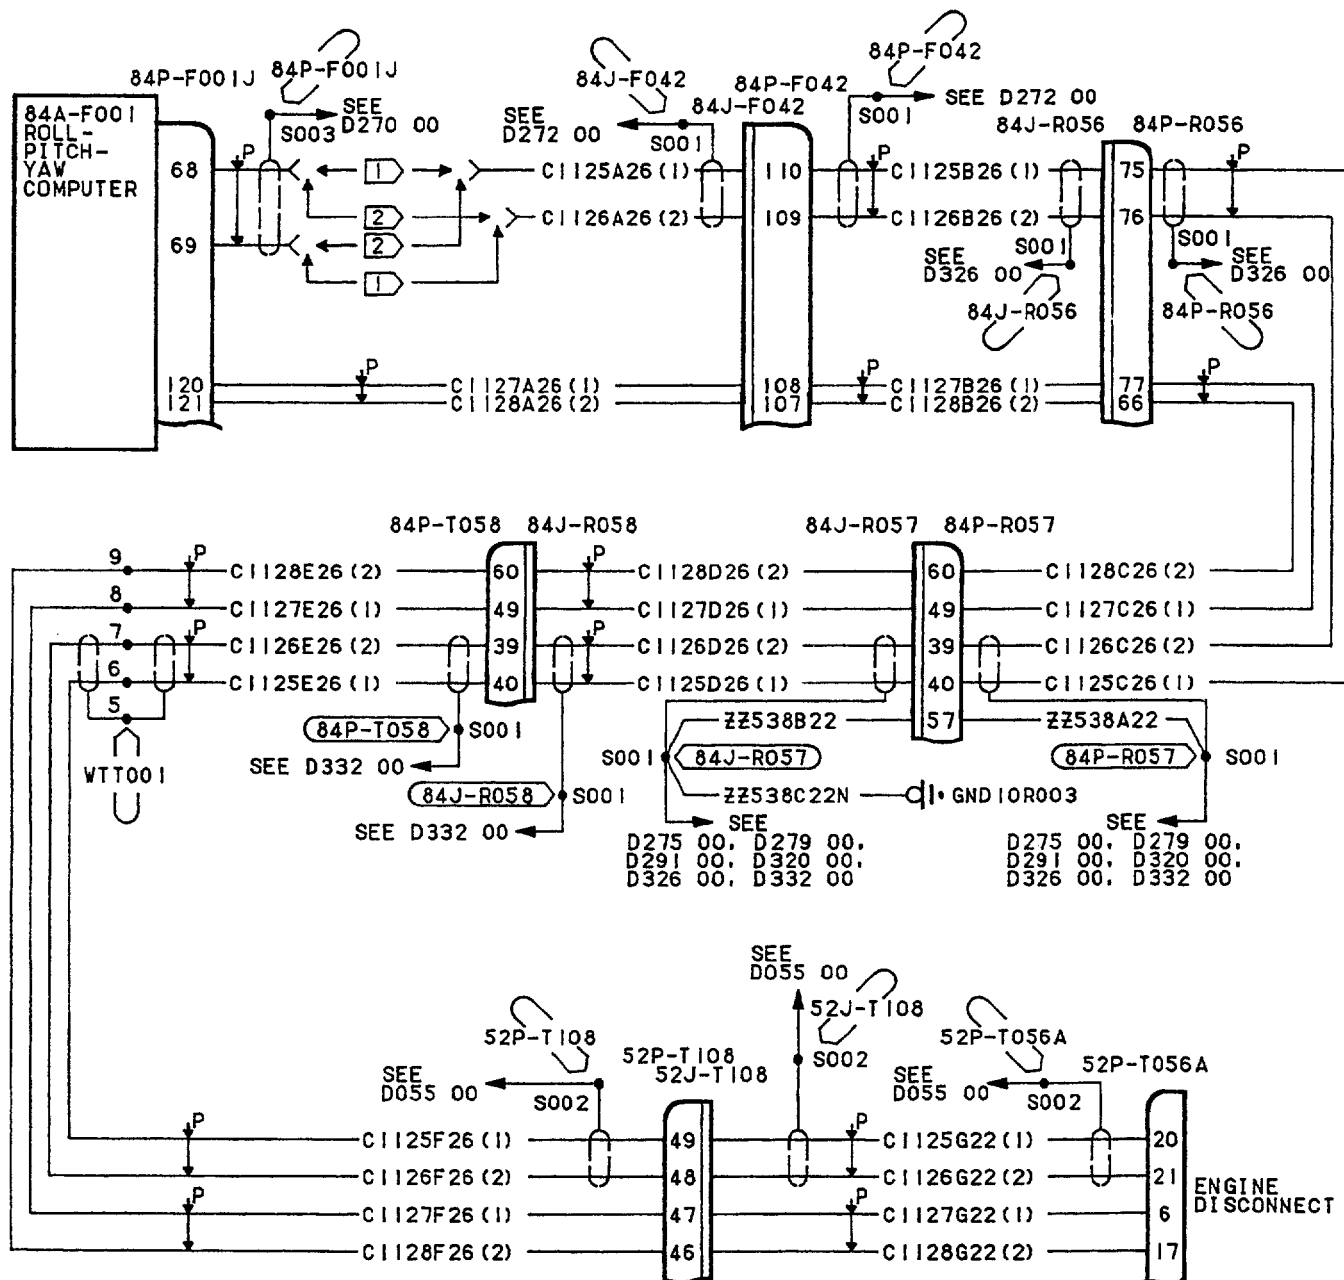 84P-F001J
84P-F001J
84J-F042
84P-F042
84J-F042
84P-F042
84J-R056
84P-R056
84A-F001
ROLL-
PITCH-
YAW
COMPUTER
SEE
D270 00
S003
SEE
D272 00
S001
S001
SEE D272 00
68
P
1
C1125A26(1)
110
P
C1125B26(1)
75
P
2
C1126A26(2)
109
C1126B26(2)
76
69
2
1
S001
SEE
D326 00
84J-R056
S001
SEE
D326 00
84P-R056
120
P
C1127A26(1)
108
P
C1127B26(1)
77
P
121
C1128A26(2)
107
C1128B26(2)
66
84P-T058
84J-R058
84J-R057
84P-R057
9
P
C1128E26(2)
60
P
C1128D26(2)
60
C1128C26(2)
8
C1127E26(1)
49
C1127D26(1)
49
C1127C26(1)
7
P
C1126E26(2)
39
P
C1126D26(2)
39
C1126C26(2)
6
C1125E26(1)
40
C1125D26(1)
40
C1125C26(1)
5
ZZ538B22
57
ZZ538A22
84P-T058
S001
S001
84J-R057
84P-R057
S001
SEE D332 00
WTT001
84J-R058
S001
ZZ538C22N
GND10R003
SEE D332 00
SEE
D275 00, D279 00,
D291 00, D320 00,
D326 00, D332 00
SEE
D275 00, D279 00,
D291 00, D320 00,
D326 00, D332 00
SEE
D055 00
52P-T108
52J-T108
52P-T056A
52P-T108
52J-T108
S002
52P-T056A
SEE
D055 00
S002
SEE
D055 00
S002
P
C1125F26(1)
49
P
C1125G22(1)
20
C1126F26(2)
48
C1126G22(2)
21
ENGINE
DISCONNECT
P
C1127F26(1)
47
P
C1127G22(1)
6
C1128F26(2)
46
C1128G22(2)
17